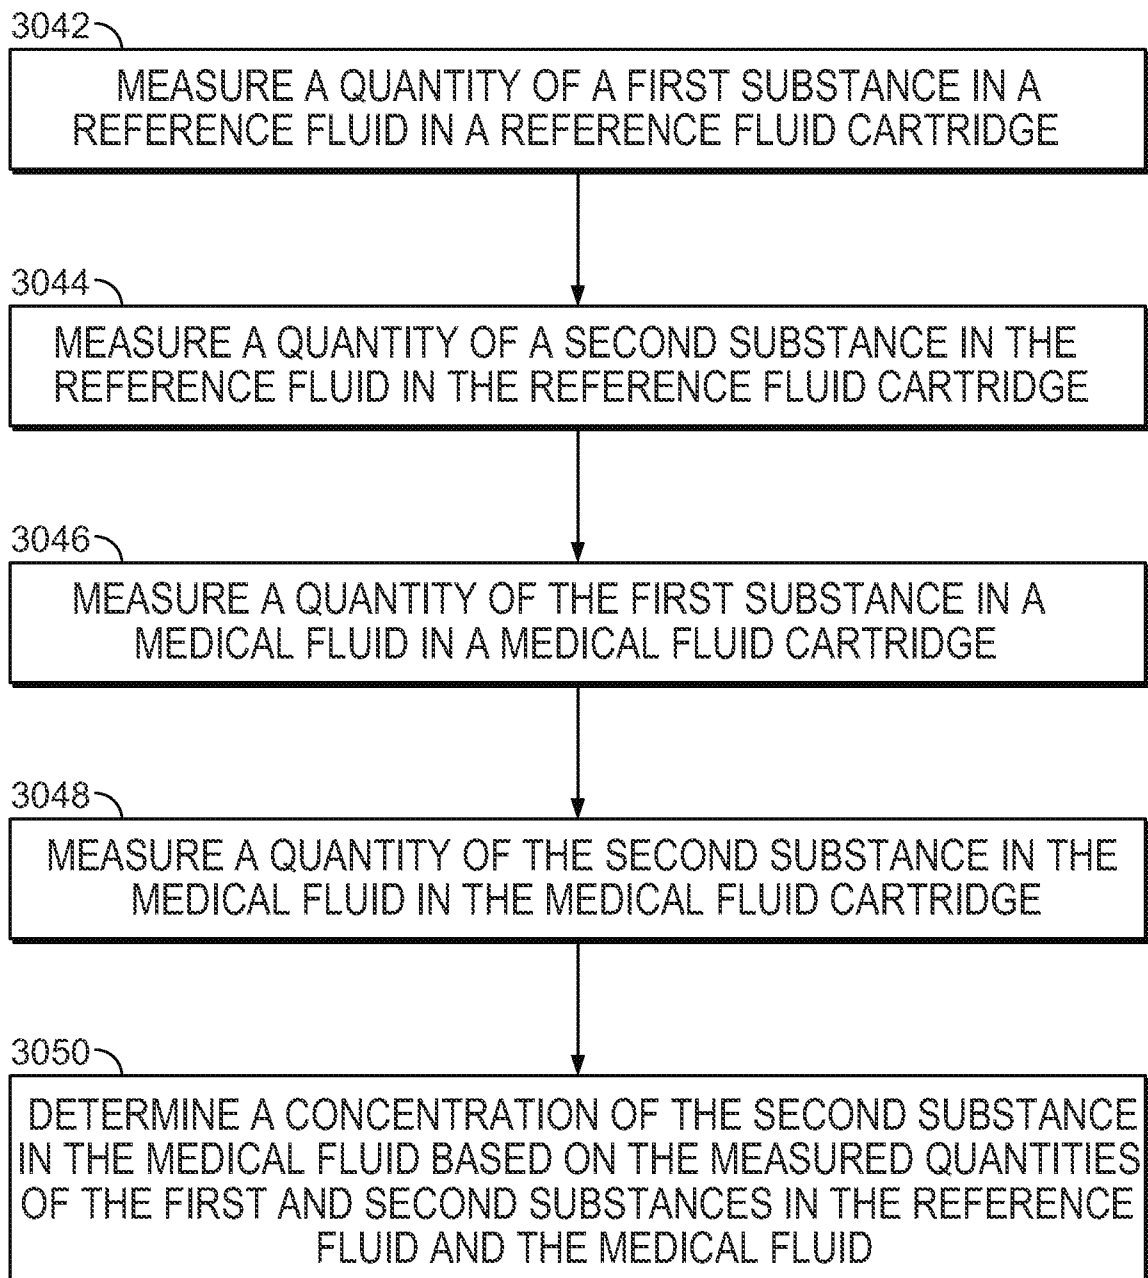 3042
MEASURE A QUANTITY OF A FIRST SUBSTANCE IN A
REFERENCE FLUID IN A REFERENCE FLUID CARTRIDGE
3044
MEASURE A QUANTITY OF A SECOND SUBSTANCE IN THE
REFERENCE FLUID IN THE REFERENCE FLUID CARTRIDGE
3046
MEASURE A QUANTITY OF THE FIRST SUBSTANCE IN A
MEDICAL FLUID IN A MEDICAL FLUID CARTRIDGE
3048
MEASURE A QUANTITY OF THE SECOND SUBSTANCE IN THE
MEDICAL FLUID IN THE MEDICAL FLUID CARTRIDGE
3050
DETERMINE A CONCENTRATION OF THE SECOND SUBSTANCE
IN THE MEDICAL FLUID BASED ON THE MEASURED QUANTITIES
OF THE FIRST AND SECOND SUBSTANCES IN THE REFERENCE
FLUID AND THE MEDICAL FLUID